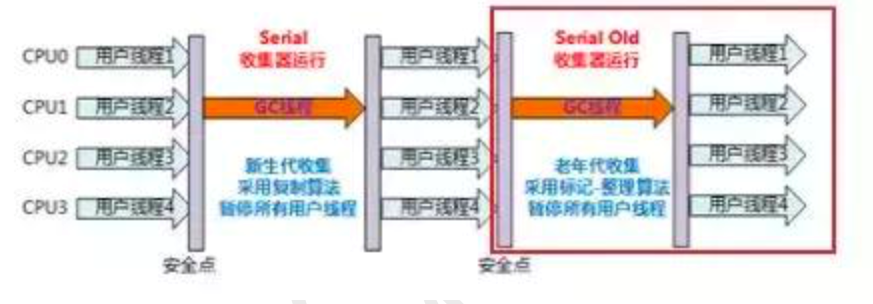 Serial
收集器运行
Serial Old
收集器运行
CPU0 用户线程1 用户线程1 用户线程1
CPU1 用户线程2 GC线程 用户线程2 GC线程 用户线程2
CPU2 用户线程3 用户线程3 用户线程3
CPU3 用户线程4 用户线程4 用户线程4
新生代收集
采用复制算法
暂停所有用户线程
老年代收集
采用标记-整理算法
暂停所有用户线程
安全点
安全点